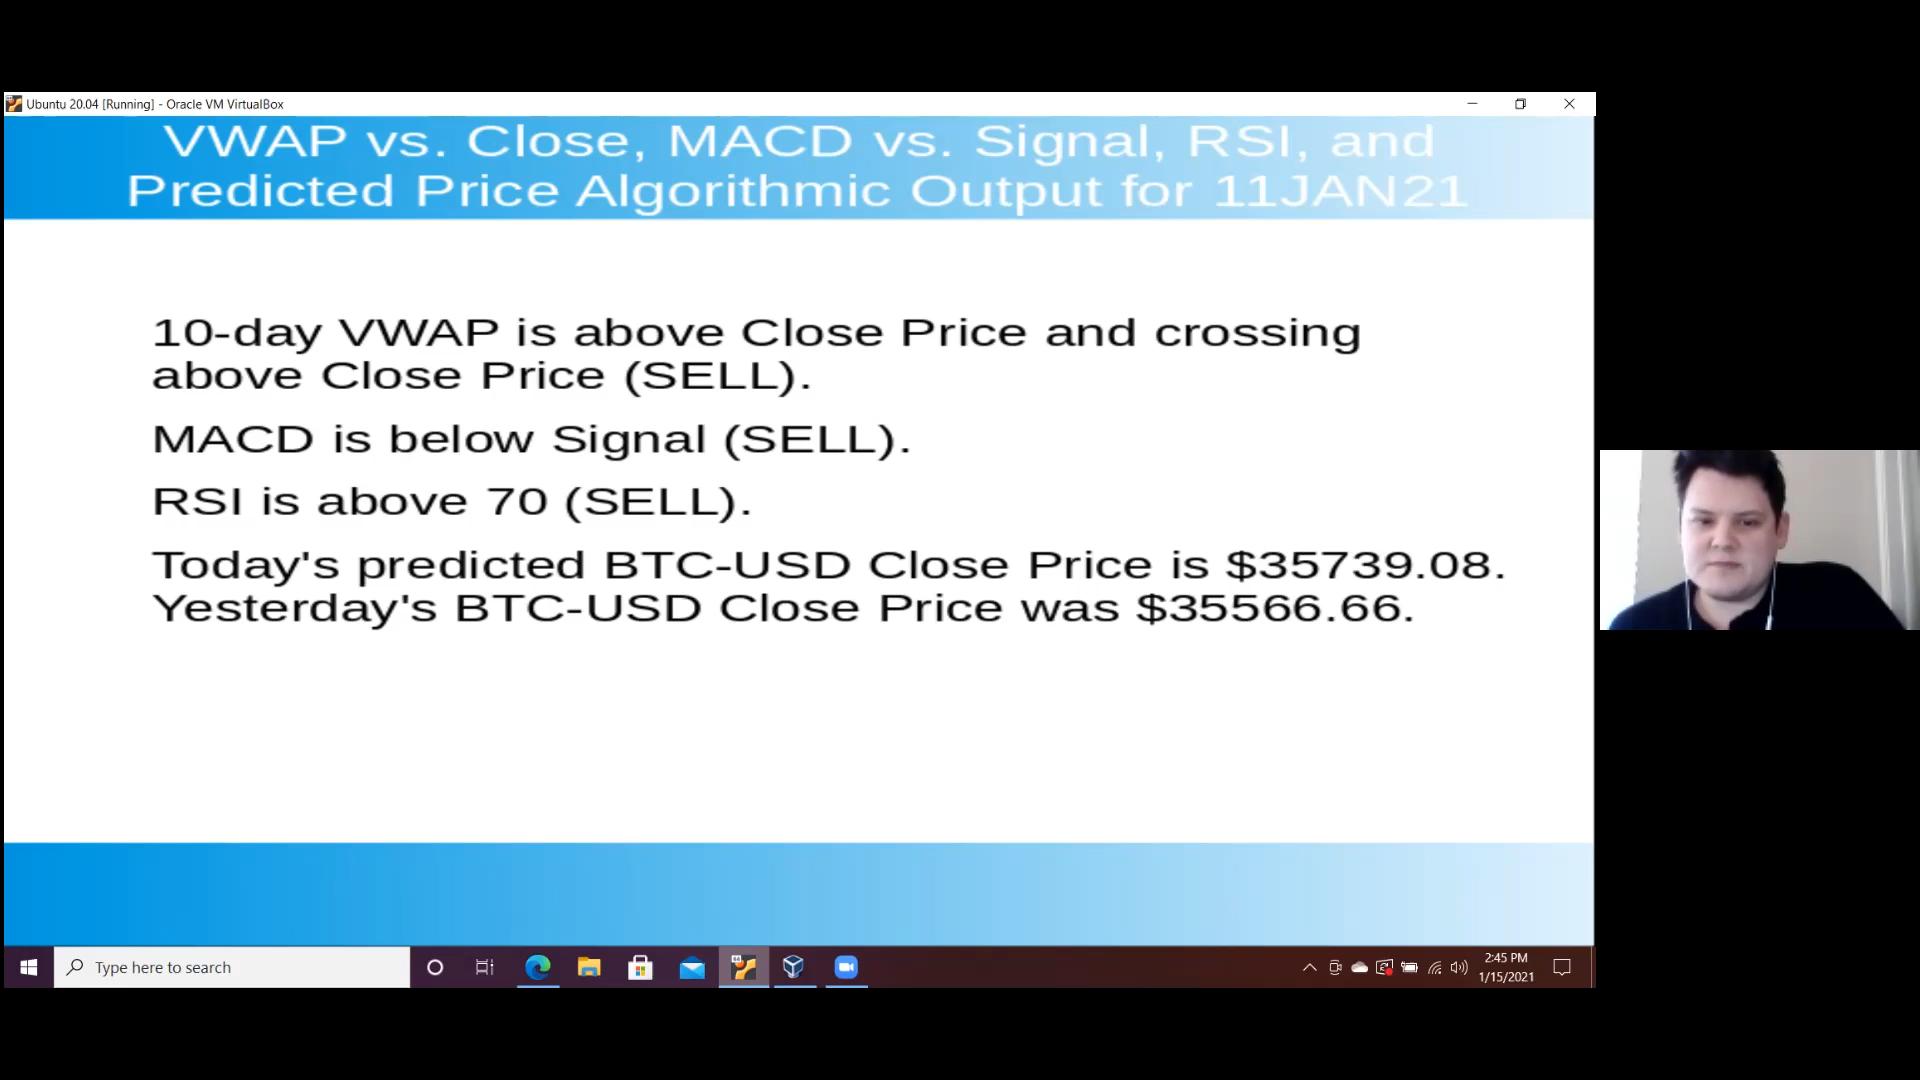 Ubuntu 20.04 [Running] - Oracle VM VirtualBox
VWAP vs. Close, MACD vs. Signal, RSI, and
Predicted Price Algorithmic Output for 11JAN21
10-day VWAP is above Close Price and crossing
above Close Price (SELL).
MACD is below Signal (SELL).
RSI is above 70 (SELL).
Today's predicted BTC-USD Close Price is $35739.08.
Yesterday's BTC-USD Close Price was $35566.66.
Type here to search
2:45 PM
1/15/2021